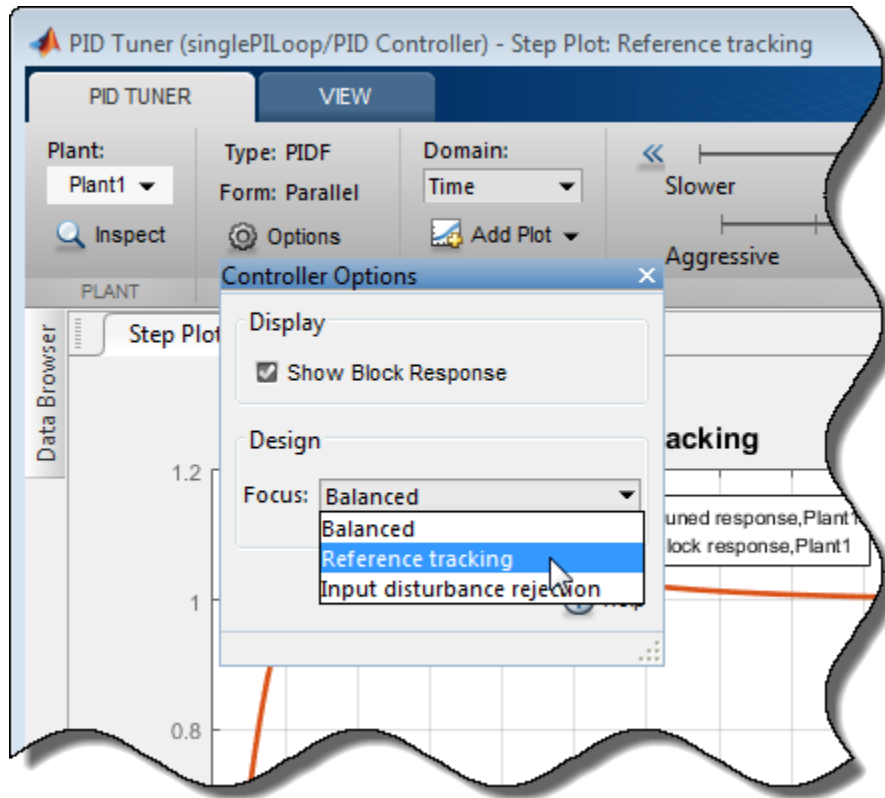 PID Tuner (singlePILoop/PID Controller) - Step Plot: Reference tracking
PID TUNER
VIEW
Plant:
Plant1
Inspect
PLANT
Type: PIDF
Form: Parallel
Options
Domain:
Time
Add Plot
Slower
Aggressive
Data Browser
Step Plot
Controller Options
Display
Show Block Response
Design
Focus: Balanced
Balanced
Reference tracking
Input disturbance rejection
Help
acking
uned response,Plant1
lock response,Plant1
1.2
1
0.8